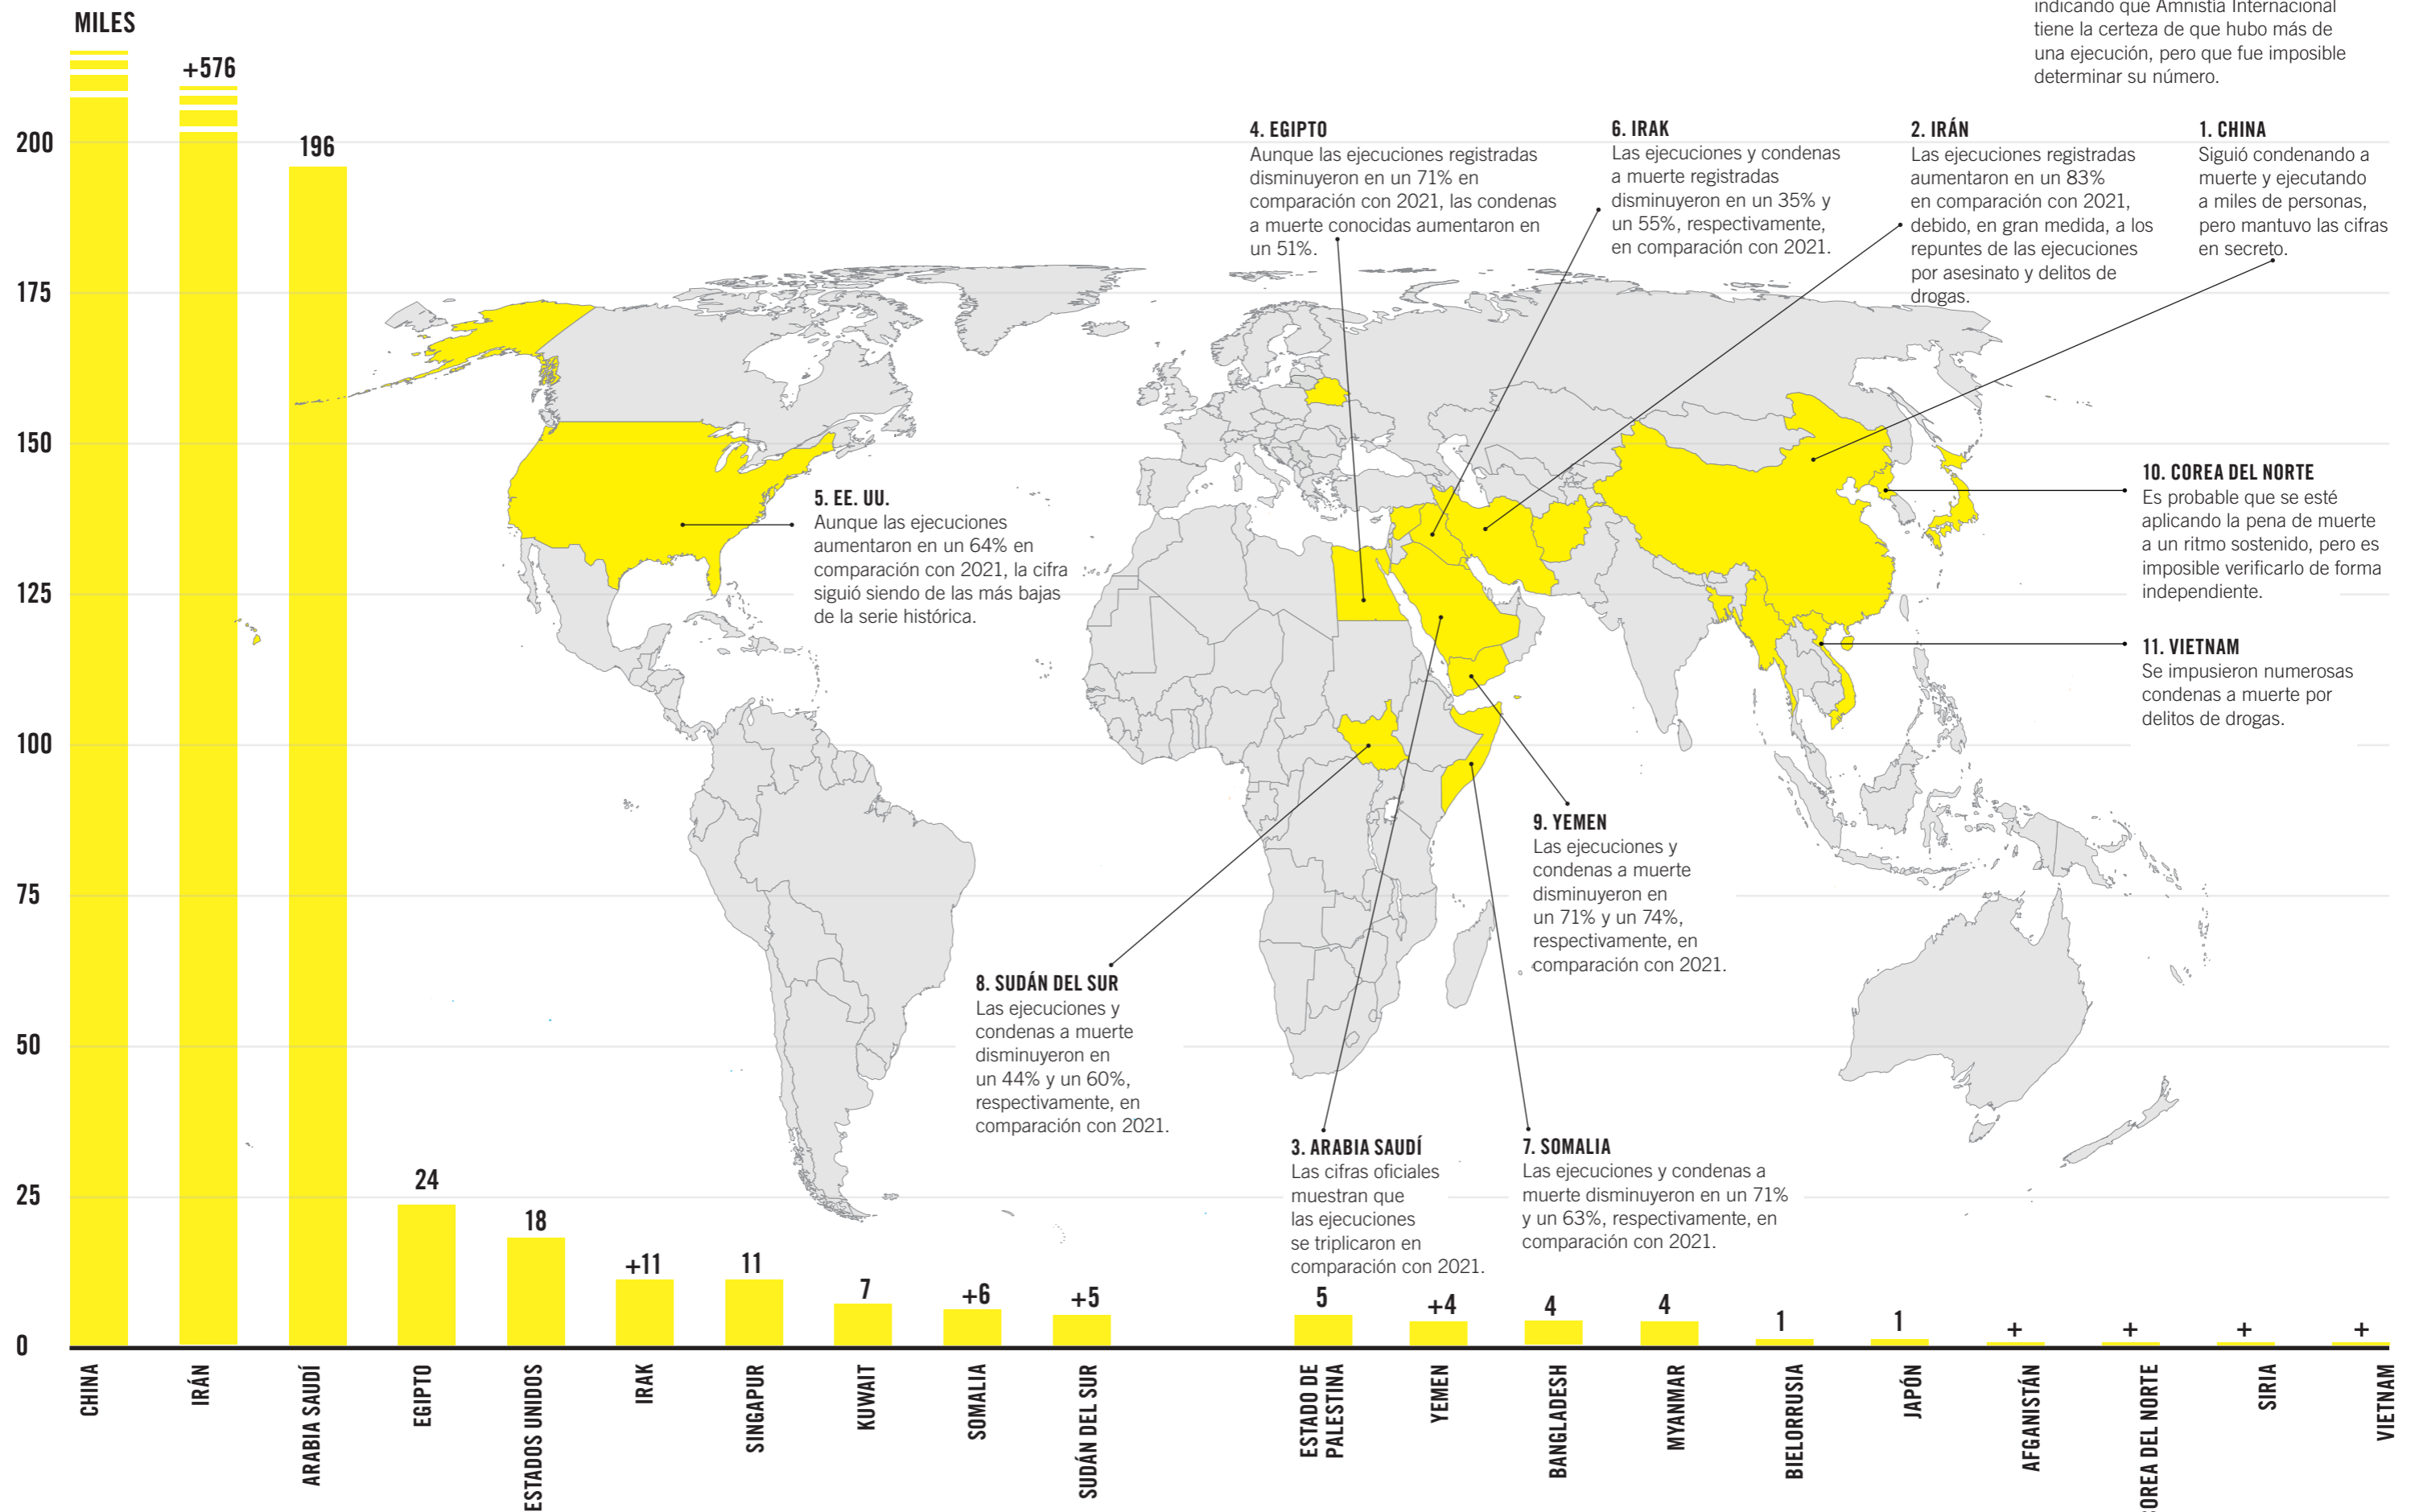 indicando que Amnistía Internacional
tiene la certeza de que hubo más de
una ejecución, pero que fue imposible
determinar su número.
MILES
+576
196
200
175
150
125
100
75
50
25
0
4. EGIPTO
Aunque las ejecuciones registradas
disminuyeron en un 71% en
comparación con 2021, las condenas
a muerte conocidas aumentaron en
un 51%.
6. IRAK
Las ejecuciones y condenas
a muerte registradas
disminuyeron en un 35% y
un 55%, respectivamente,
en comparación con 2021.
2. IRÁN
Las ejecuciones registradas
aumentaron en un 83%
en comparación con 2021,
debido, en gran medida, a los
repuntes de las ejecuciones
por asesinato y delitos de
drogas.
1. CHINA
Siguió condenando a
muerte y ejecutando
a miles de personas,
pero mantuvo las cifras
en secreto.
5. EE. UU.
Aunque las ejecuciones
aumentaron en un 64% en
comparación con 2021, la cifra
siguió siendo de las más bajas
de la serie histórica.
10. COREA DEL NORTE
Es probable que se esté
aplicando la pena de muerte
a un ritmo sostenido, pero es
imposible verificarlo de forma
independiente.
11. VIETNAM
Se impusieron numerosas
condenas a muerte por
delitos de drogas.
9. YEMEN
Las ejecuciones y
condenas a muerte
disminuyeron en
un 71% y un 74%,
respectivamente, en
comparación con 2021.
8. SUDÁN DEL SUR
Las ejecuciones y
condenas a muerte
disminuyeron en
un 44% y un 60%,
respectivamente, en
comparación con 2021.
3. ARABIA SAUDÍ
Las cifras oficiales
muestran que
las ejecuciones
se triplicaron en
comparación con 2021.
7. SOMALIA
Las ejecuciones y condenas a
muerte disminuyeron en un 71%
y un 63%, respectivamente, en
comparación con 2021.
24
18
+11
11
7
+6
+5
5
+4
4
4
1
1
+
+
+
+
CHINA
IRÁN
ARABIA SAUDÍ
EGIPTO
ESTADOS UNIDOS
IRAK
SINGAPUR
KUWAIT
SOMALIA
SUDÁN DEL SUR
ESTADO DE
PALESTINA
YEMEN
BANGLADESH
MYANMAR
BIELORRUSIA
JAPÓN
AFGANISTÁN
OREA DEL NORTE
SIRIA
VIETNAM